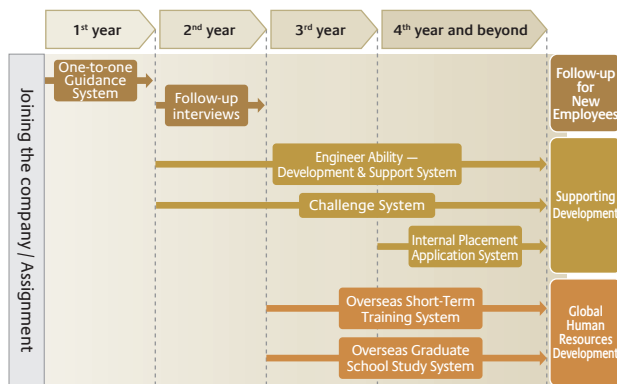 1st year
2nd year
3rd year
4th year and beyond
Joining the company / Assignment
One-to-one
Guidance
System
Follow-up
interviews
Follow-up
for
New
Employees
Engineer Ability —
Development & Support System
Challenge System
Internal Placement
Application System
Supporting
Development
Overseas Short-Term
Training System
Overseas Graduate
School Study System
Global
Human
Resources
Development